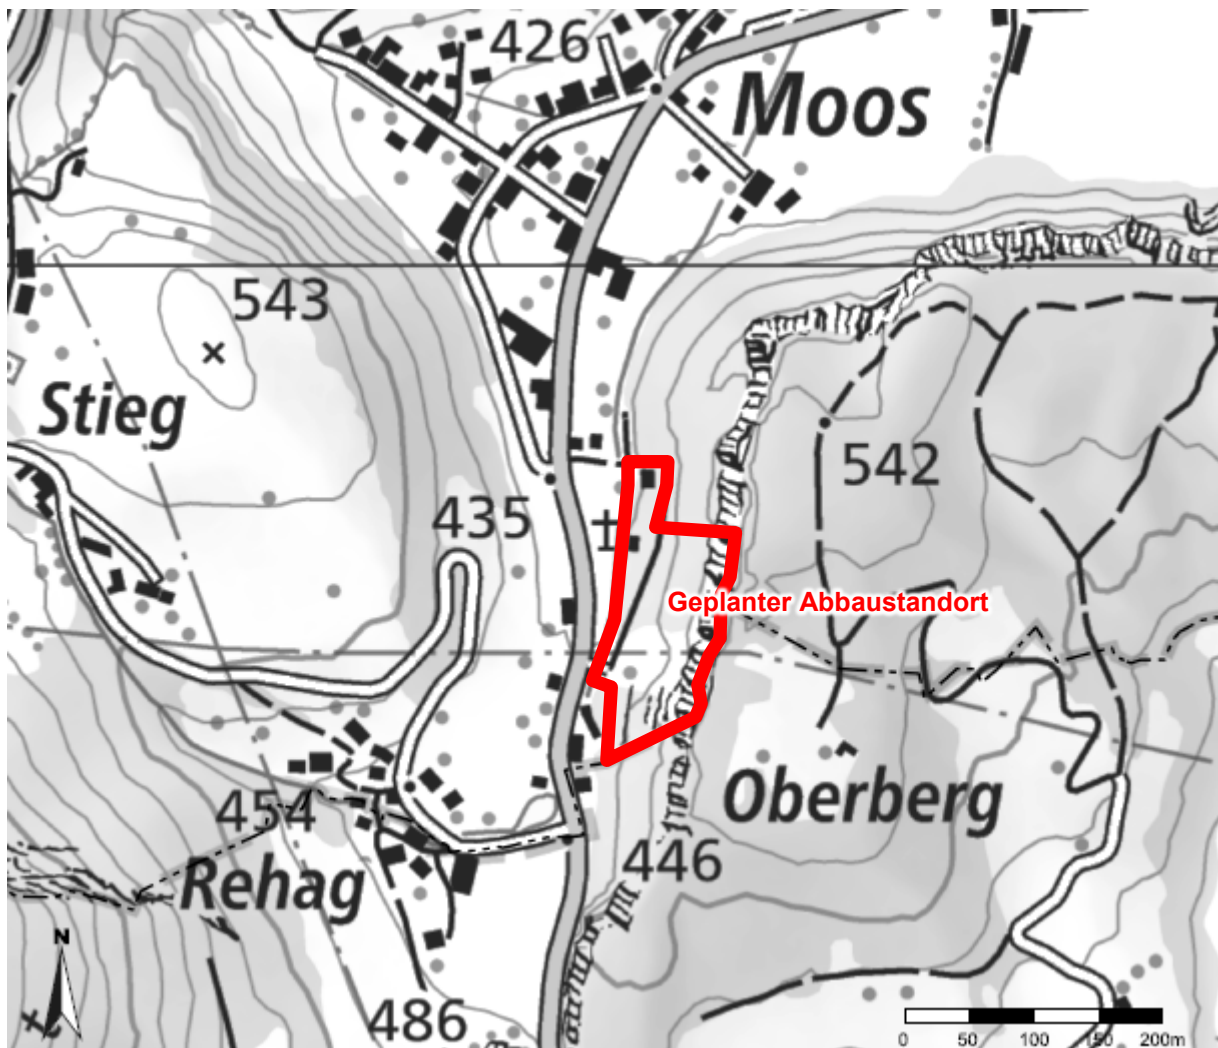 426
Moos
543
Stieg
542
435
Geplanter Abbaustandort
Oberberg
454
446
Rehag
N
486
0 50 100 150 200m